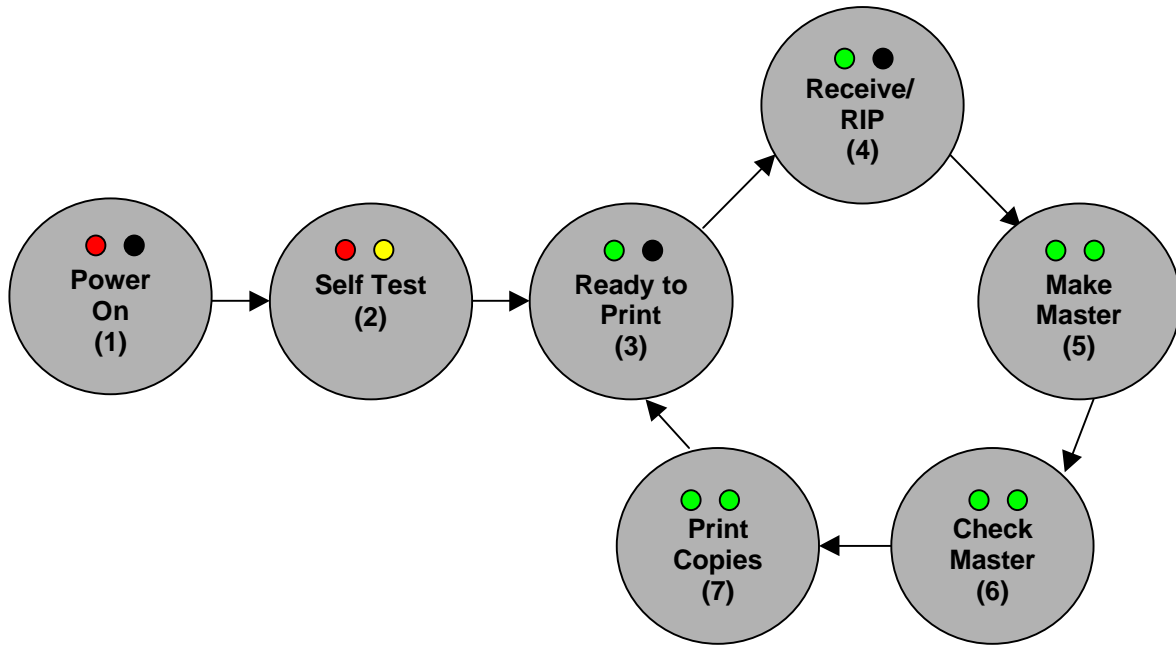 Power
On
(1)
Self Test
(2)
Ready to
Print
(3)
Receive/
RIP
(4)
Make
Master
(5)
Check
Master
(6)
Print
Copies
(7)